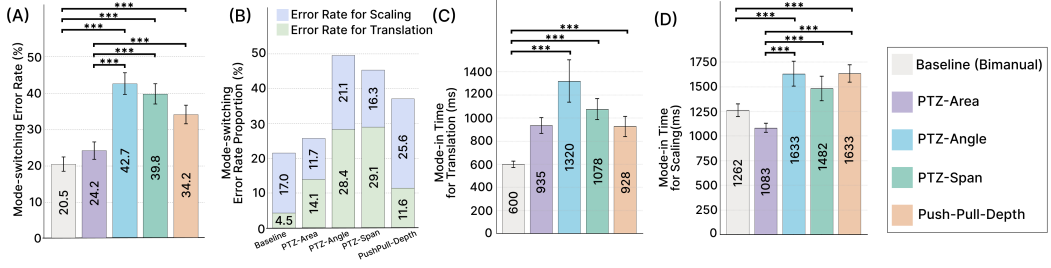 (A)
Mode-switching Error Rate (%)
50
40
30
20
10
0
***
***
***
***
***
***
20.5
24.2
42.7
39.8
34.2
(B)
Error Rate for Scaling
Error Rate for Translation
Mode-switching
Error Rate Proportion (%)
50
40
30
20
10
0
17.0
4.5
11.7
14.1
21.1
28.4
16.3
29.1
25.6
11.6
Baseline
PTZ-Area
PTZ-Angle
PTZ-Span
PushPull-Depth
(C)
Mode-in Time
for Translation (ms)
1400
1200
1000
800
600
400
200
0
***
***
***
600
935
1320
1078
928
(D)
Mode-in Time
for Scaling(ms)
1750
1500
1250
1000
750
500
250
0
***
***
***
***
***
1262
1083
1633
1482
1633
Baseline (Bimanual)
PTZ-Area
PTZ-Angle
PTZ-Span
Push-Pull-Depth